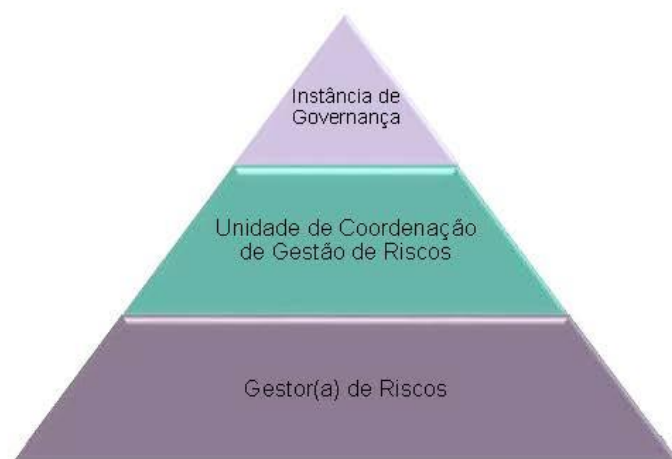 Instância de
Governança
Unidade de Coordenação
de Gestão de Riscos
Gestor(a) de Riscos